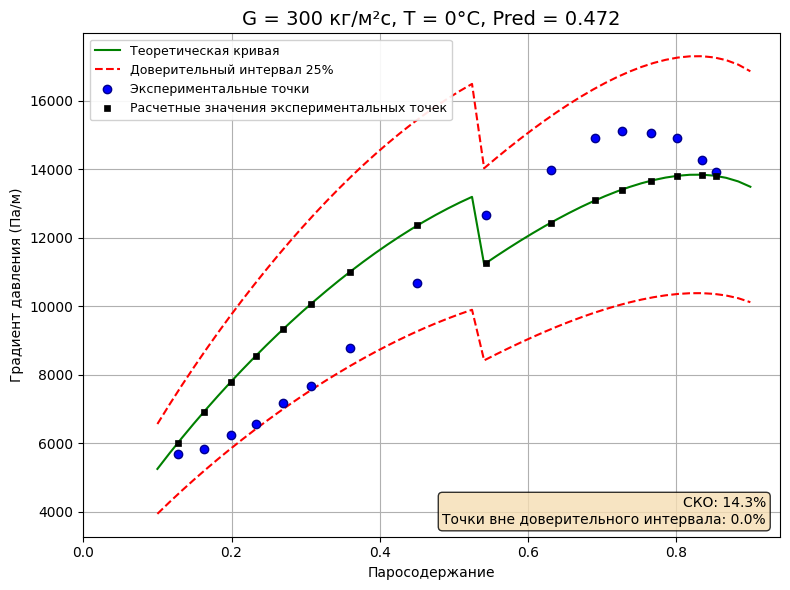 G = 300 кг/м²с, T = 0°C, Pred = 0.472
Теоретическая кривая
Доверительный интервал 25%
Экспериментальные точки
Расчетные значения экспериментальных точек
Градиент давления (Па/м)
16000
14000
12000
10000
8000
6000
4000
СКО: 14.3%
Точки вне доверительного интервала: 0.0%
0.0
0.2
0.4
0.6
0.8
Паросодержание